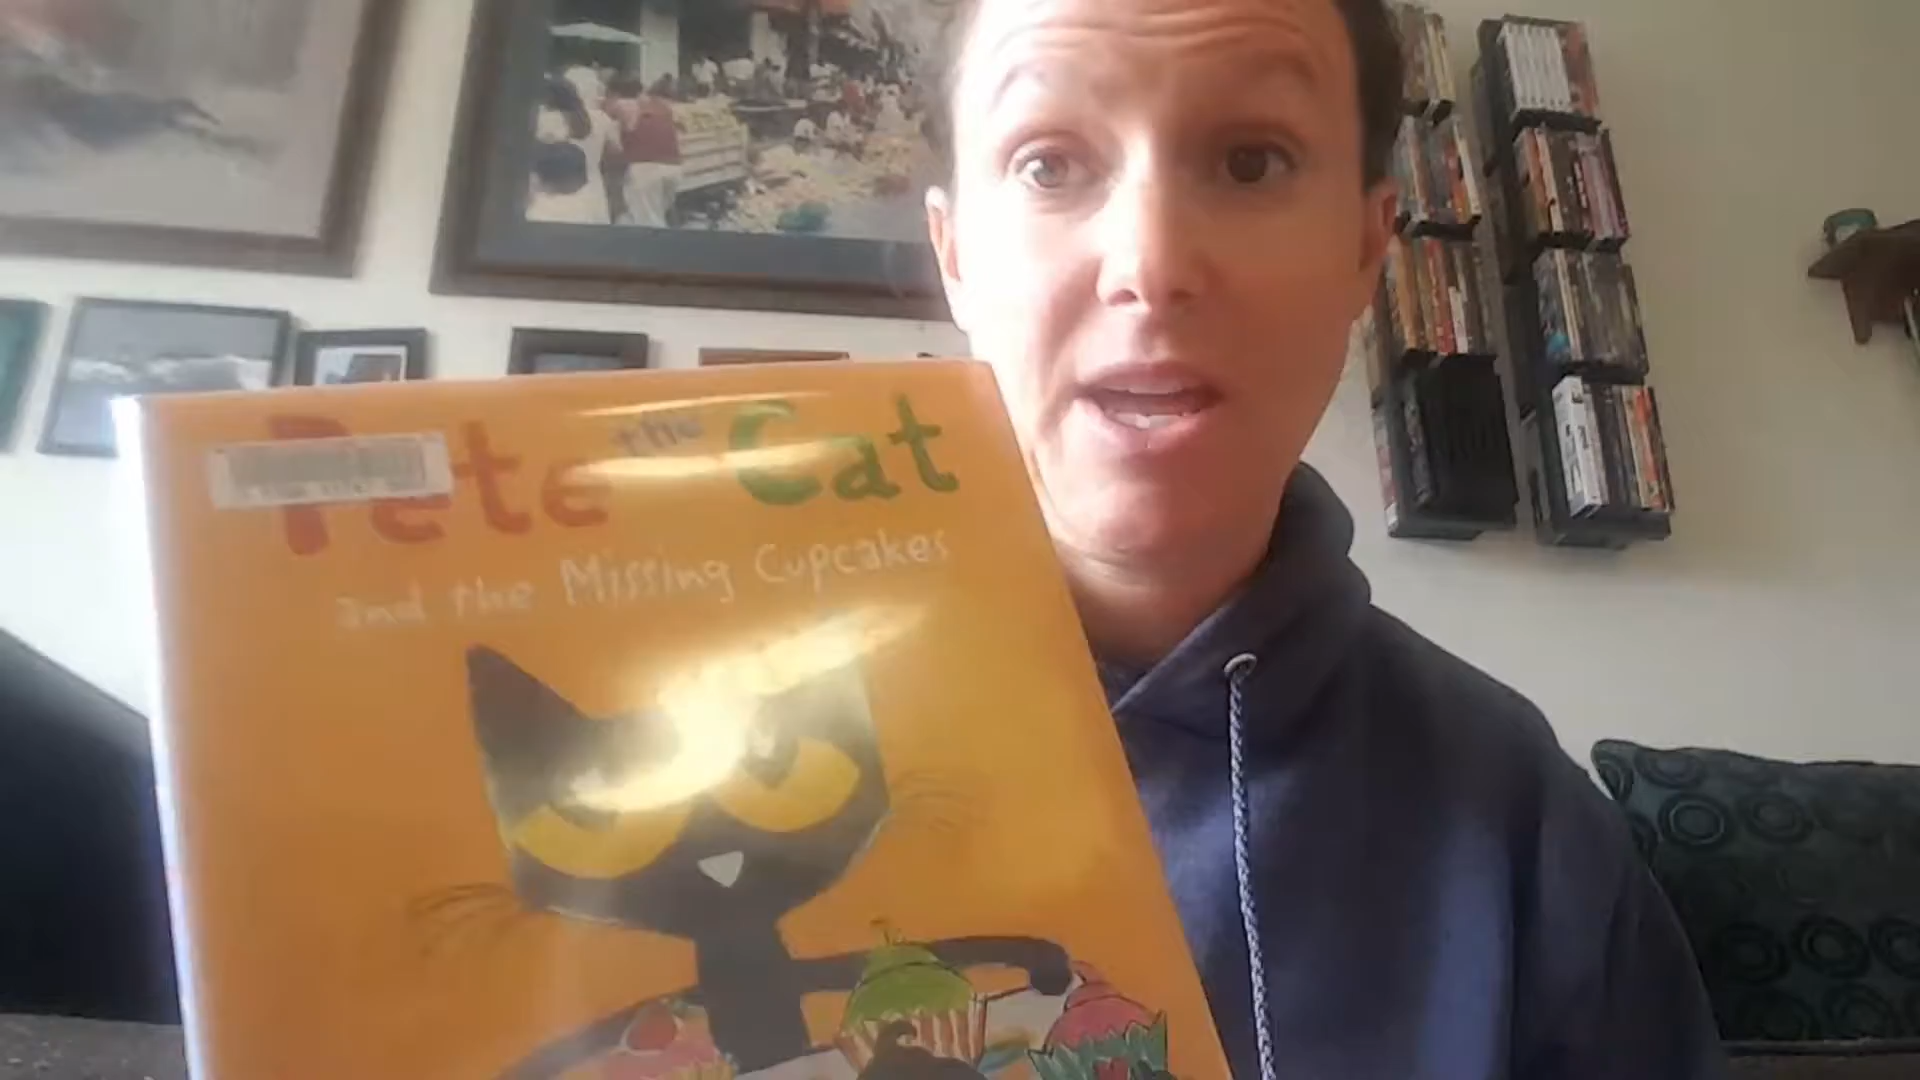 Pete the Cat
and the Missing Cupcakes